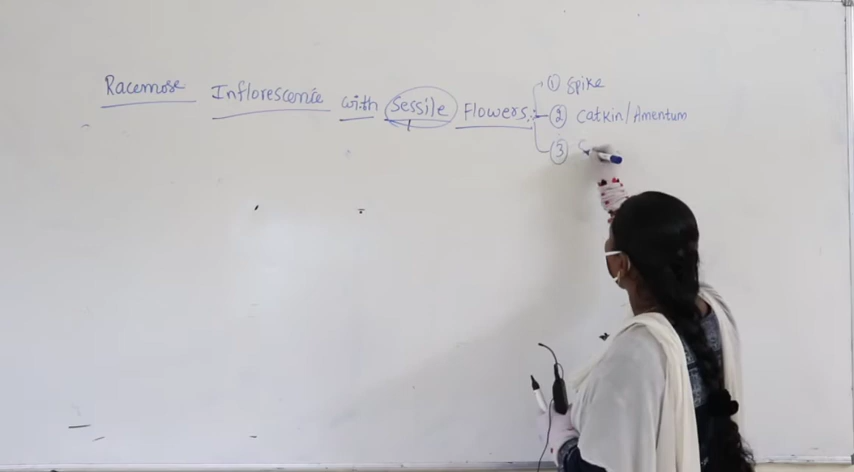 Racemose Inflorescence with Sessile Flowers:
① Spike
② Catkin/Amentum
③ S